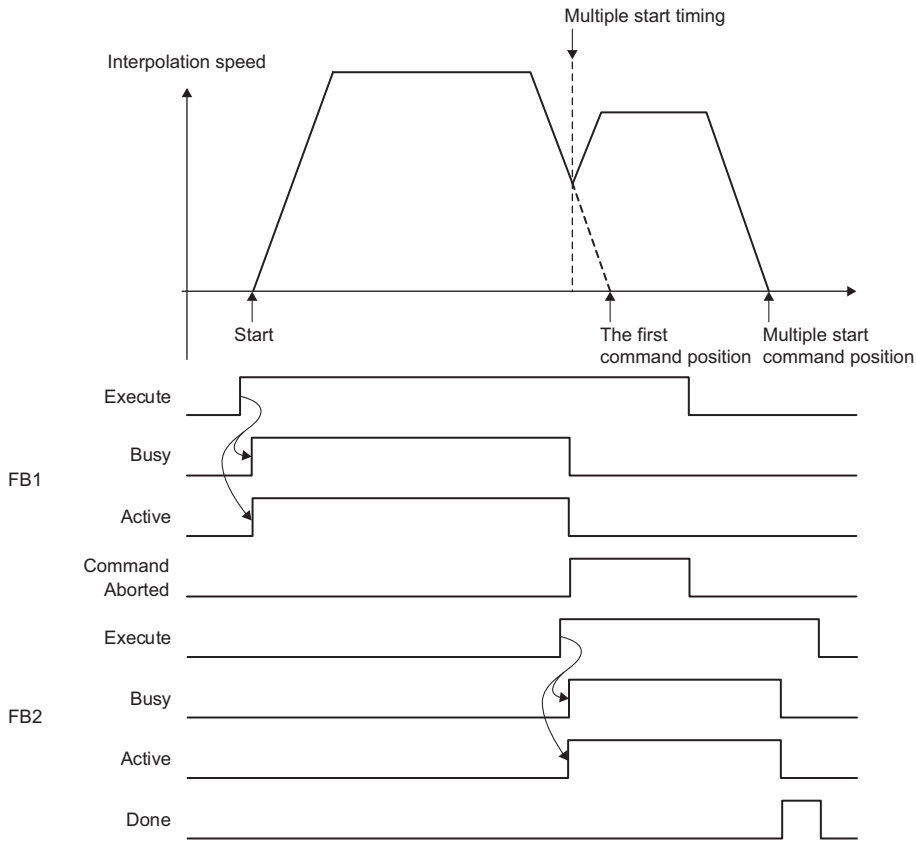 Multiple start timing
Interpolation speed
Start
The first
command position
Multiple start
command position
FB1
Execute
Busy
Active
Command
Aborted
FB2
Execute
Busy
Active
Done